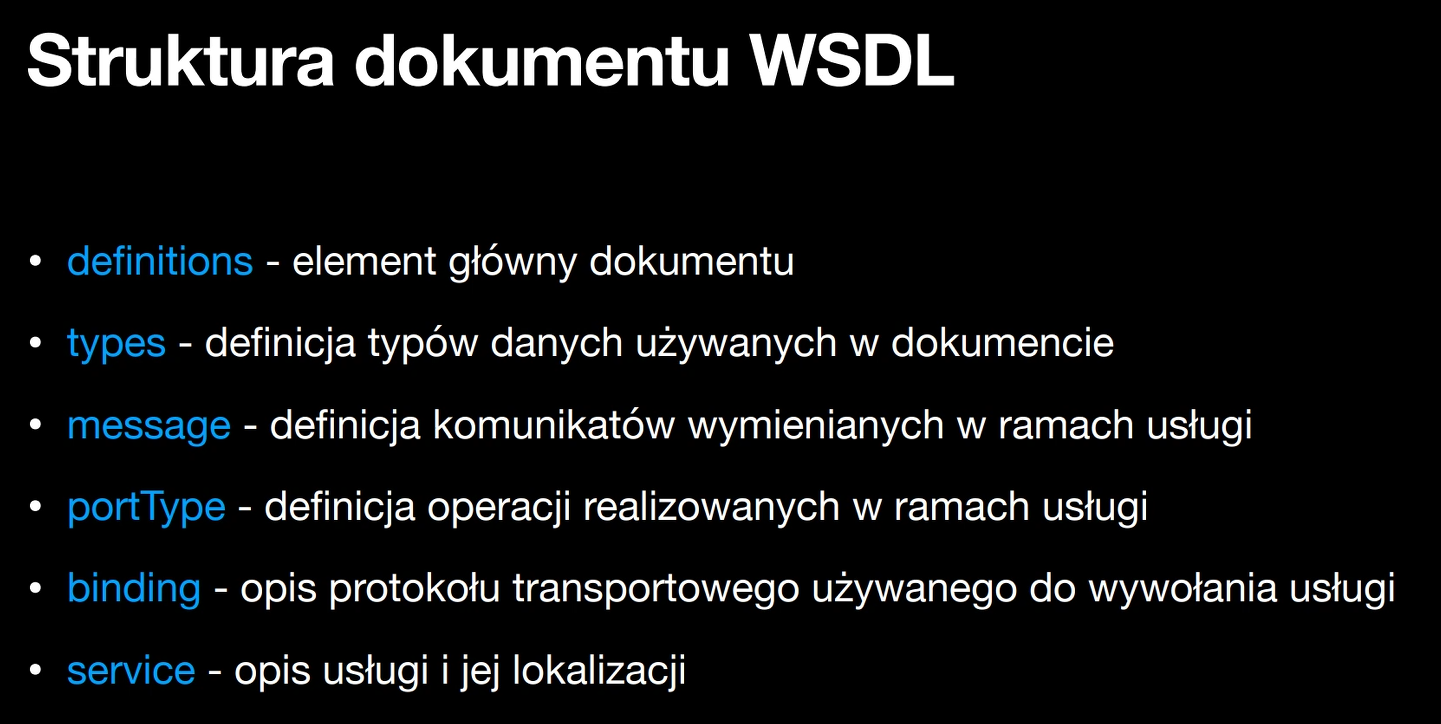 Struktura dokumentu WSDL
• definitions - element główny dokumentu
• types - definicja typów danych używanych w dokumencie
• message - definicja komunikatów wymienianych w ramach usługi
• portType - definicja operacji realizowanych w ramach usługi
• binding - opis protokołu transportowego używanego do wywołania usługi
• service - opis usługi i jej lokalizacji